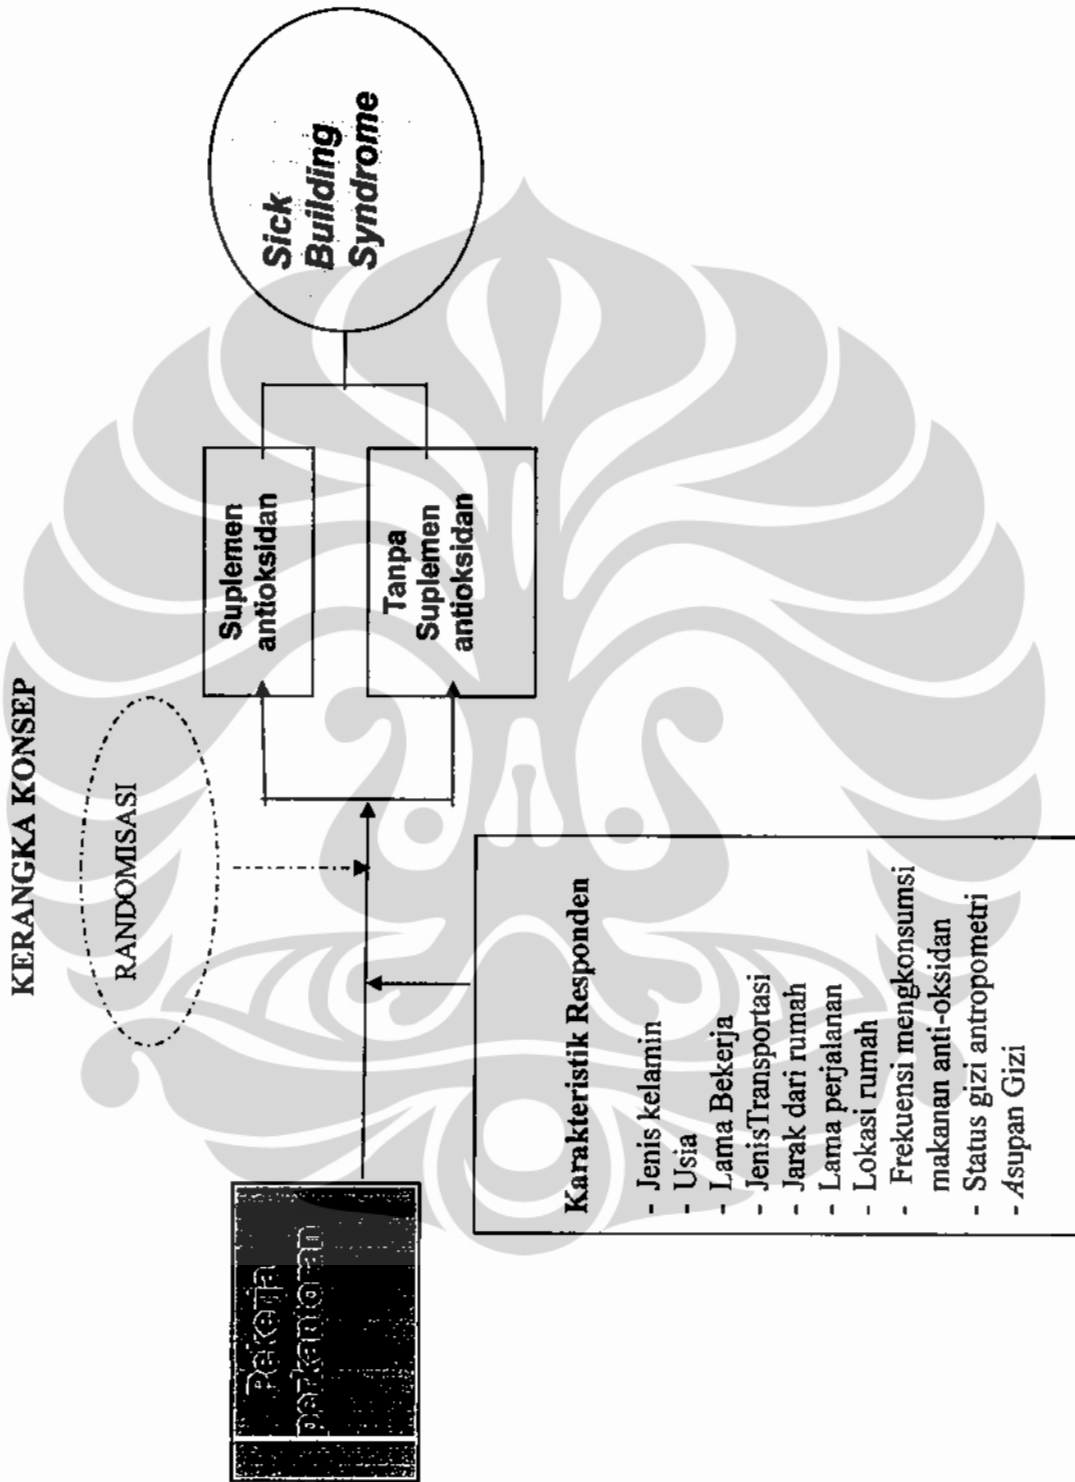 KERANGKA KONSEP
RANDOMISASI
Pekerja
perkantoran
Suplemen
antioksidan
Tanpa
Suplemen
antioksidan
Sick
Building
Syndrome
Karakteristik Responden
- Jenis kelamin
- Usia
- Lama Bekerja
- JenisTransportasi
- Jarak dari rumah
- Lama perjalanan
- Lokasi rumah
- Frekuensi mengkonsumsi
makanan anti-oksidan
- Status gizi antropometri
- Asupan Gizi